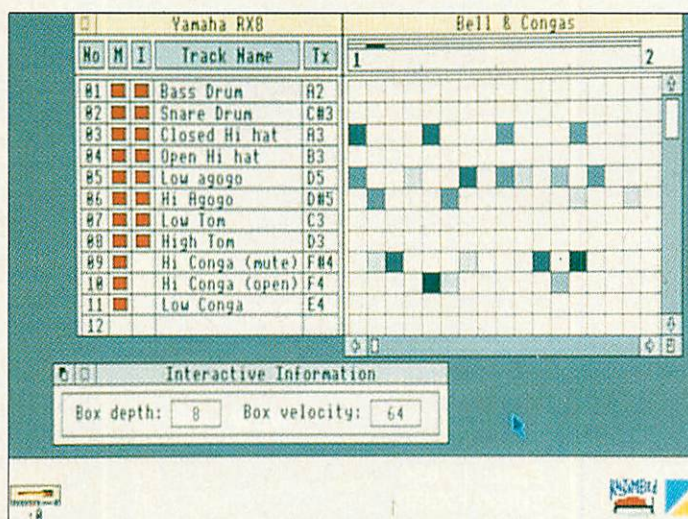 Yamaha RX8
Bell & Congas
No M I Track Name Tx
1 2
01 Bass Drum A2
02 Snare Drum C#3
03 Closed Hi hat A3
04 Open Hi hat B3
05 Low agogo D5
06 Hi Agogo D#5
07 Low Tom C3
08 High Tom D3
09 Hi Conga (mute) F#4
10 Hi Conga (open) F4
11 Low Conga E4
12
Interactive Information
Box depth: 8 Box velocity: 64
:0